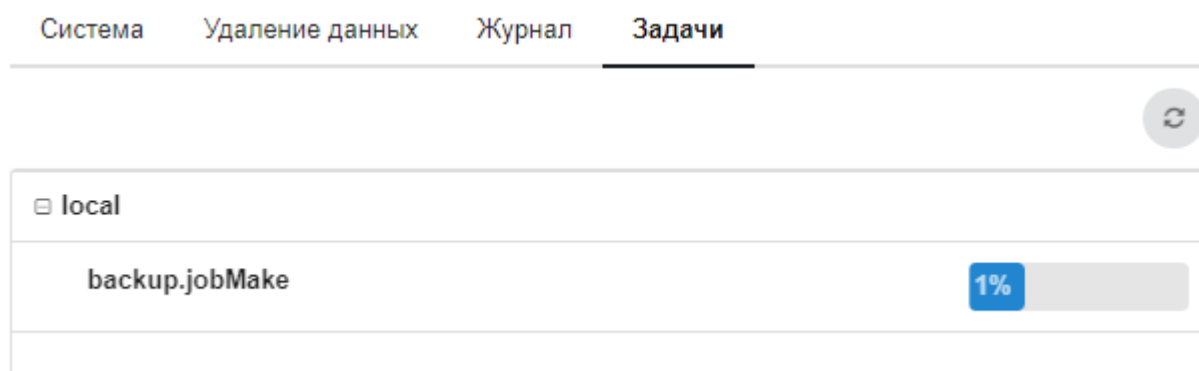 Система Удаление данных Журнал Задачи
local
backup.jobMake 1%